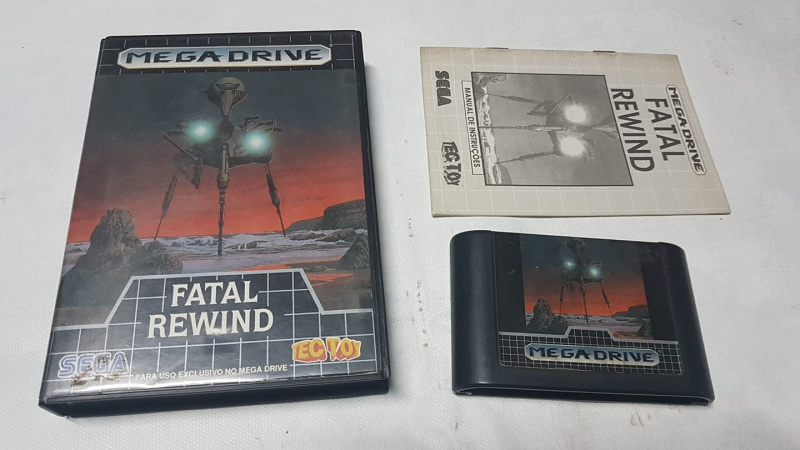 MEGA DRIVE
FATAL
REWIND
SEGA
TEC TOY
PARA USO EXCLUSIVO NO MEGA DRIVE
MEGA DRIVE
FATAL
REWIND
MANUAL DE INSTRUÇÕES
SEGA
TEC TOY
MEGA DRIVE